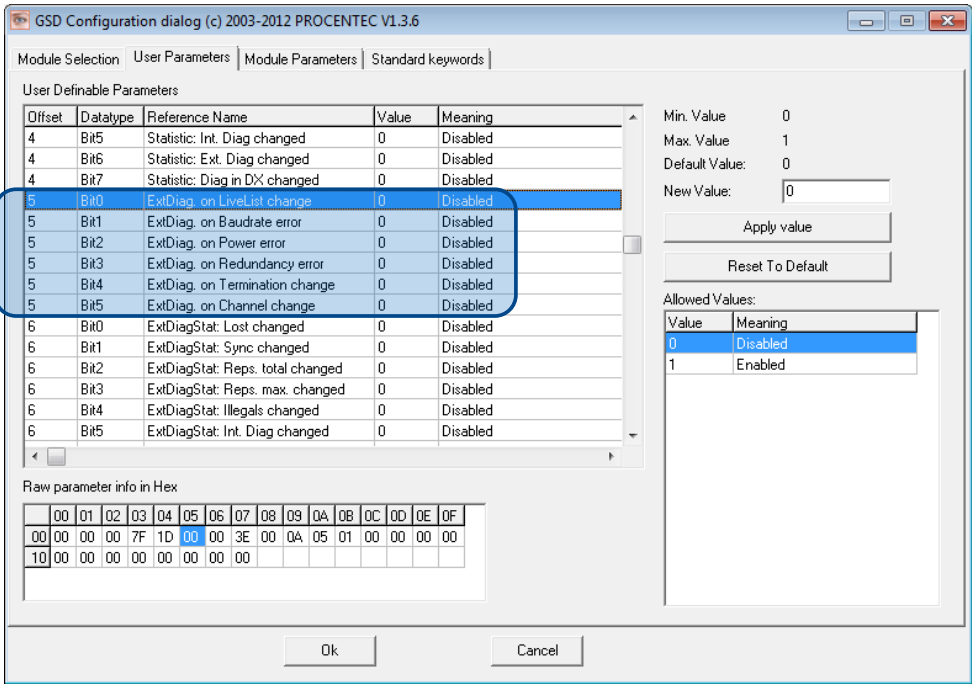 GSD Configuration dialog (c) 2003-2012 PROCENTEC V1.3.6
Module Selection User Parameters Module Parameters Standard keywords
User Definable Parameters
Offset Datatype Reference Name Value Meaning
4 Bit5 Statistic: Int. Diag changed 0 Disabled
4 Bit6 Statistic: Ext. Diag changed 0 Disabled
4 Bit7 Statistic: Diag in DX changed 0 Disabled
5 Bit0 ExtDiag. on LiveList change 0 Disabled
5 Bit1 ExtDiag. on Baudrate error 0 Disabled
5 Bit2 ExtDiag. on Power error 0 Disabled
5 Bit3 ExtDiag. on Redundancy error 0 Disabled
5 Bit4 ExtDiag. on Termination change 0 Disabled
5 Bit5 ExtDiag. on Channel change 0 Disabled
6 Bit0 ExtDiagStat: Lost changed 0 Disabled
6 Bit1 ExtDiagStat: Sync changed 0 Disabled
6 Bit2 ExtDiagStat: Reps. total changed 0 Disabled
6 Bit3 ExtDiagStat: Reps. max. changed 0 Disabled
6 Bit4 ExtDiagStat: Illegals changed 0 Disabled
6 Bit5 ExtDiagStat: Int. Diag changed 0 Disabled
Min. Value 0
Max. Value 1
Default Value: 0
New Value: 0
Apply value
Reset To Default
Allowed Values:
Value Meaning
0 Disabled
1 Enabled
Raw parameter info in Hex
00 01 02 03 04 05 06 07 08 09 0A 0B 0C 0D 0E 0F
00 00 00 00 7F 1D 00 00 3E 00 0A 05 01 00 00 00 00
10 00 00 00 00 00 00 00 00
Ok Cancel